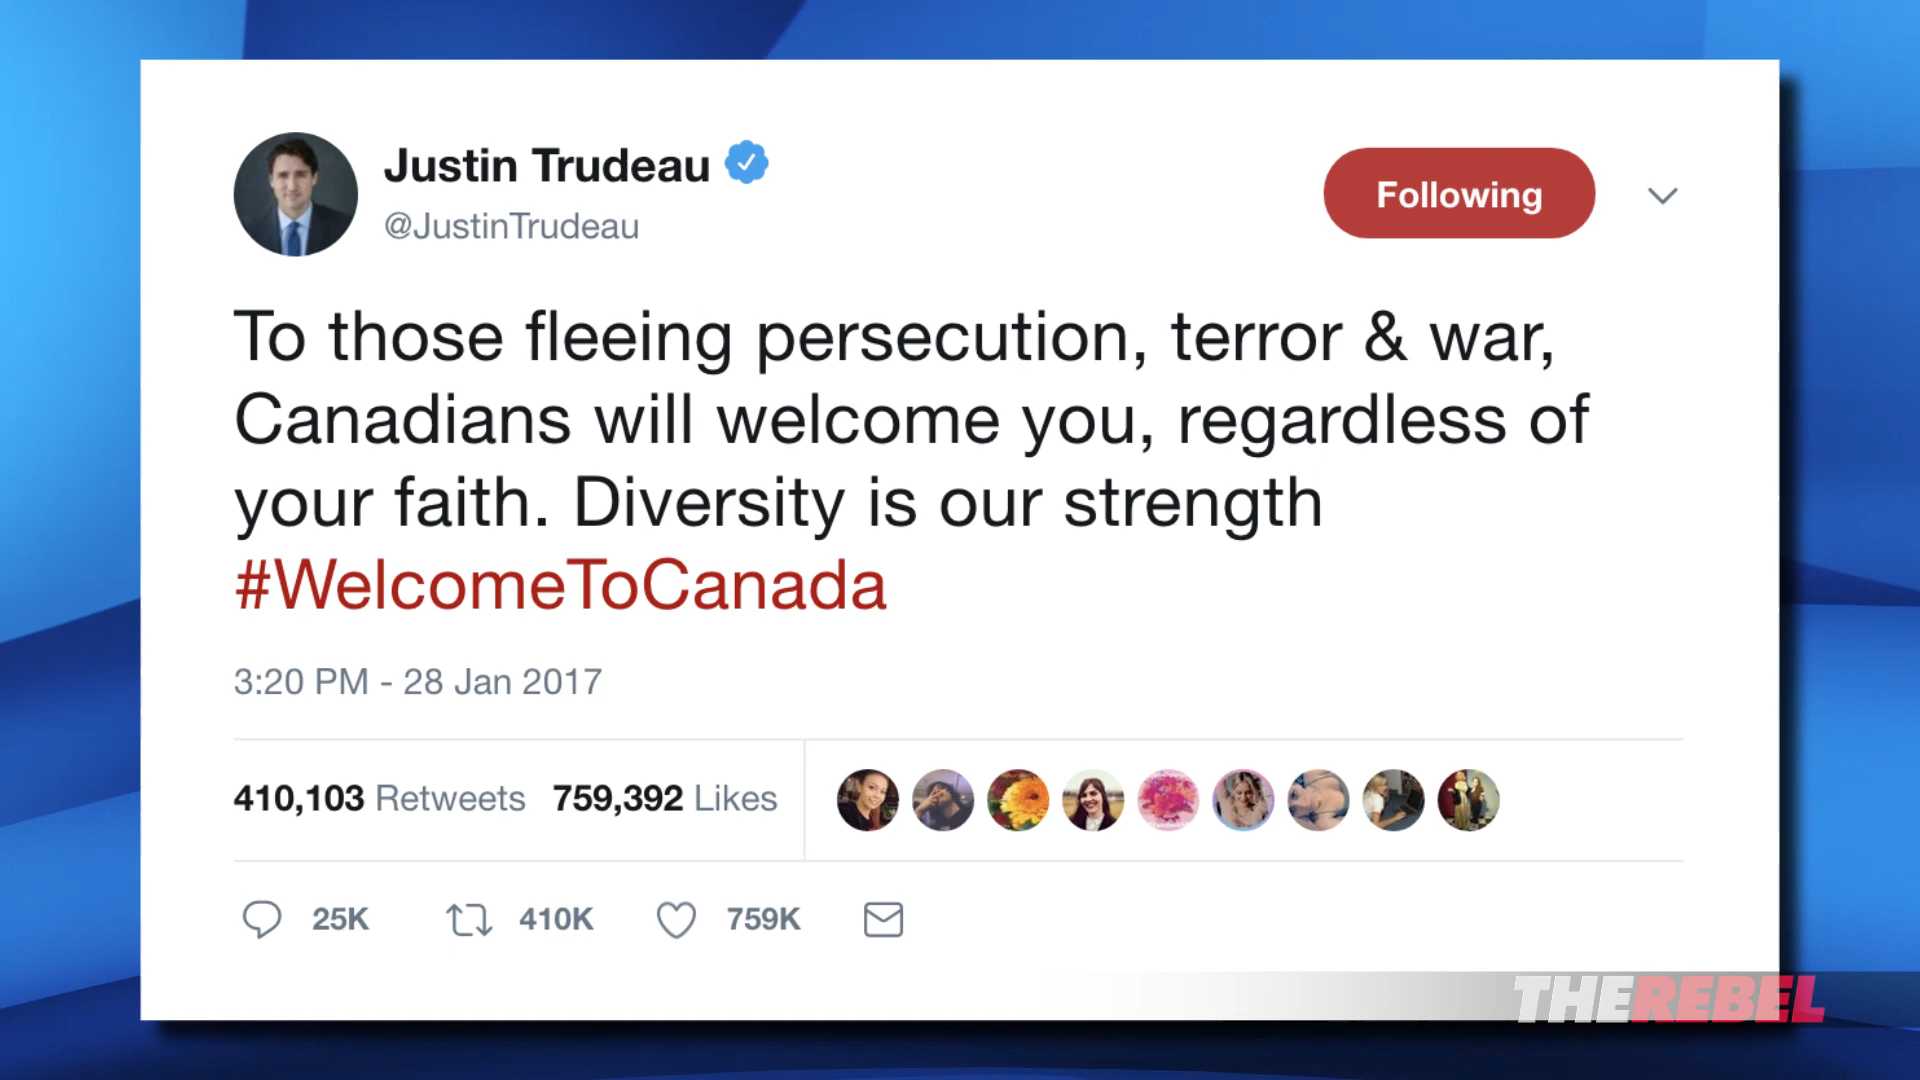 Justin Trudeau
@JustinTrudeau
Following
To those fleeing persecution, terror & war,
Canadians will welcome you, regardless of
your faith. Diversity is our strength
#WelcomeToCanada
3:20 PM - 28 Jan 2017
410,103 Retweets 759,392 Likes
25K 410K 759K
THEREBEL